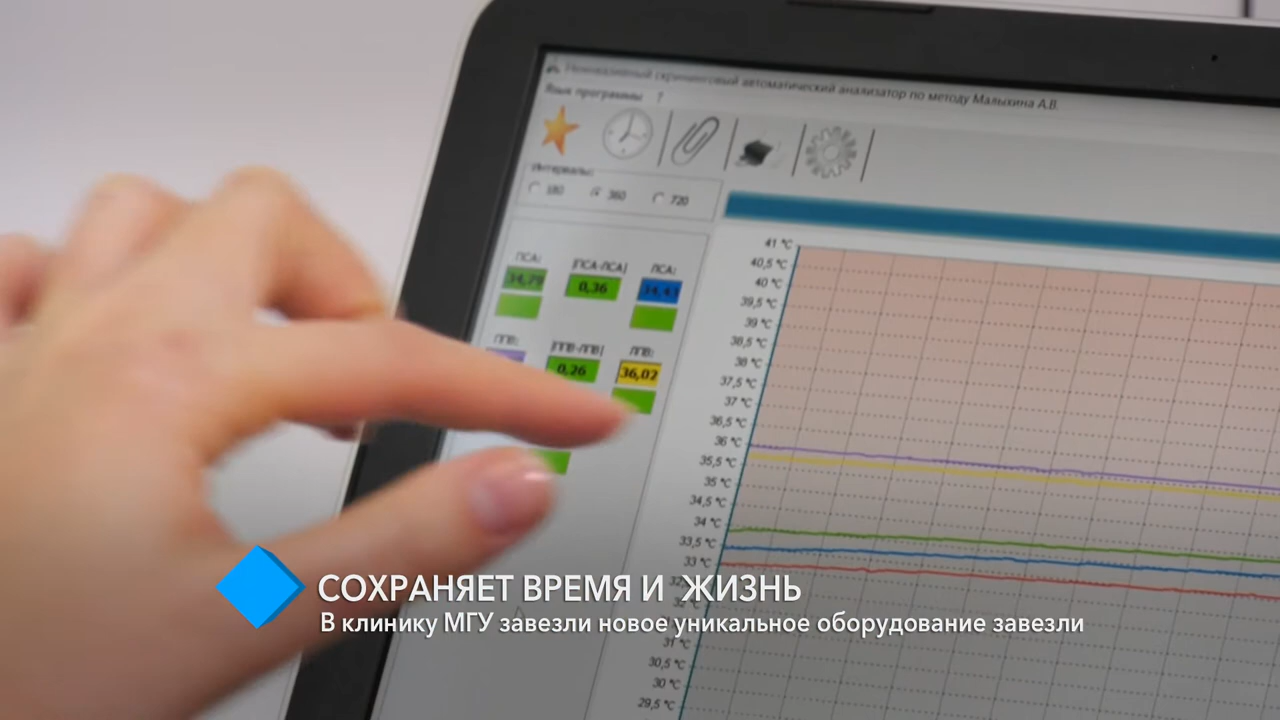 Неинвазивный скрининговый автоматический анализатор по методу Малыхина А.В.
Язык программы ?
Интервалы:
180 360 720
ПСА: |ПСА-ЛСА| ЛСА:
34,79 0,36 34,43
ППВ: |ППВ-ЛПВ| ЛПВ:
0,26 36,02
41 °C
40,5 °C
40 °C
39,5 °C
39 °C
38,5 °C
38 °C
37,5 °C
37 °C
36,5 °C
36 °C
35,5 °C
35 °C
34,5 °C
34 °C
33,5 °C
33 °C
31 °C
30,5 °C
30 °C
29,5 °C
СОХРАНЯЕТ ВРЕМЯ И ЖИЗНЬ
В клинику МГУ завезли новое уникальное оборудование завезли